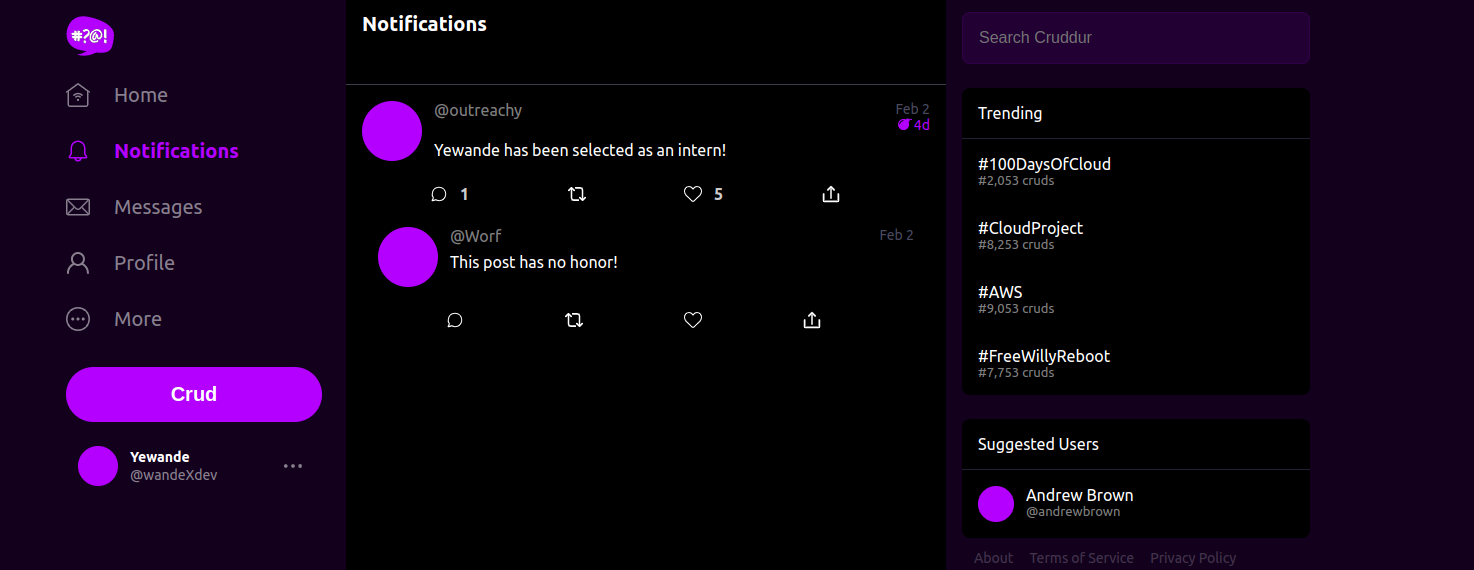 #?@!
Home
Notifications
Messages
Profile
More
Crud
Yewande
@wandeXdev
Notifications
@outreachy
Feb 2
4d
Yewande has been selected as an intern!
1
5
@Worf
Feb 2
This post has no honor!
Search Cruddur
Trending
#100DaysOfCloud
#2,053 cruds
#CloudProject
#8,253 cruds
#AWS
#9,053 cruds
#FreeWillyReboot
#7,753 cruds
Suggested Users
Andrew Brown
@andrewbrown
About Terms of Service Privacy Policy